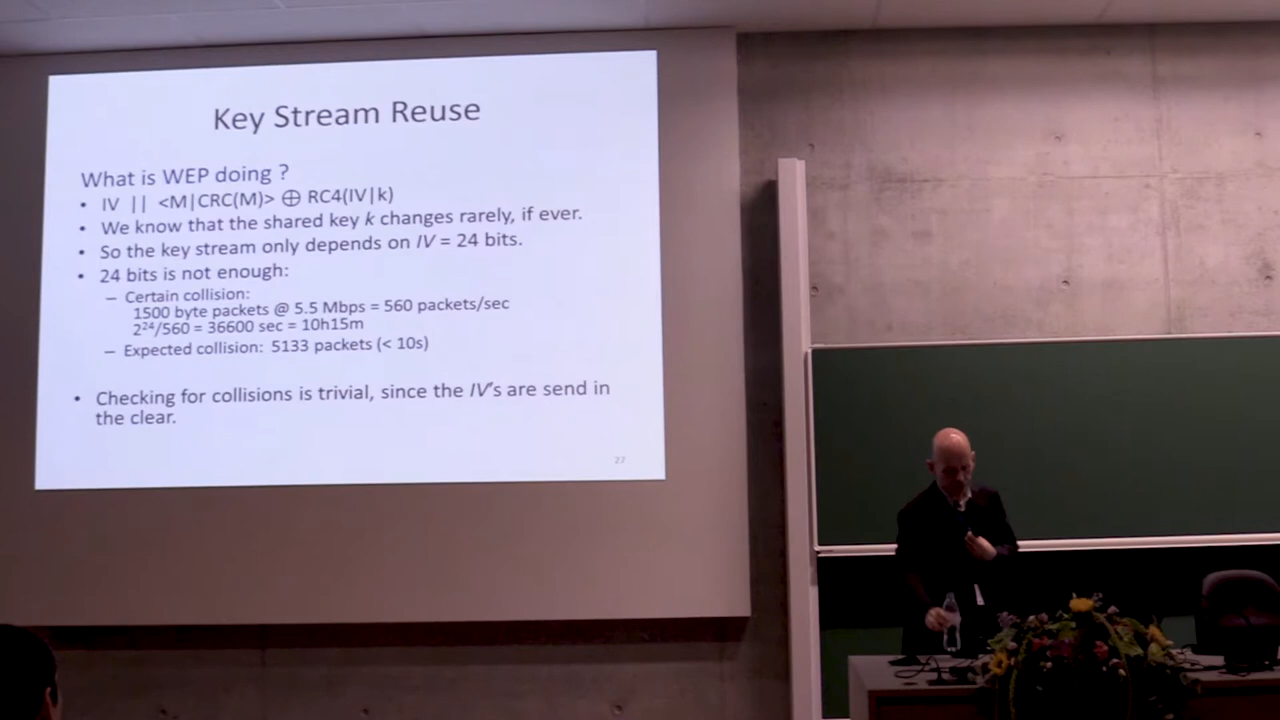 Key Stream Reuse
What is WEP doing ?
• IV || <M|CRC(M)> ⊕ RC4(IV|k)
• We know that the shared key k changes rarely, if ever.
• So the key stream only depends on IV = 24 bits.
• 24 bits is not enough:
– Certain collision:
1500 byte packets @ 5.5 Mbps = 560 packets/sec
2²⁴/560 = 36600 sec = 10h15m
– Expected collision: 5133 packets (< 10s)
• Checking for collisions is trivial, since the IV's are send in
the clear.
27